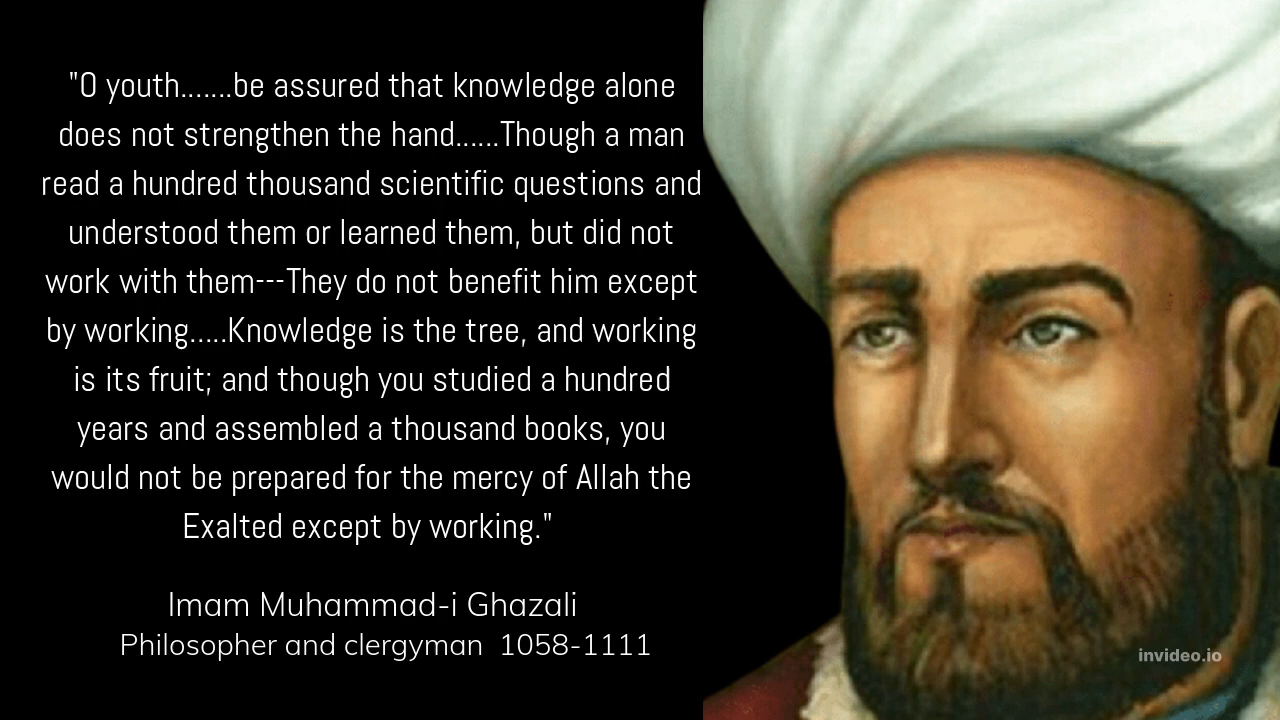 "O youth.......be assured that knowledge alone
does not strengthen the hand......Though a man
read a hundred thousand scientific questions and
understood them or learned them, but did not
work with them---They do not benefit him except
by working.....Knowledge is the tree, and working
is its fruit; and though you studied a hundred
years and assembled a thousand books, you
would not be prepared for the mercy of Allah the
Exalted except by working."
Imam Muhammad-i Ghazali
Philosopher and clergyman 1058-1111
invideo.io